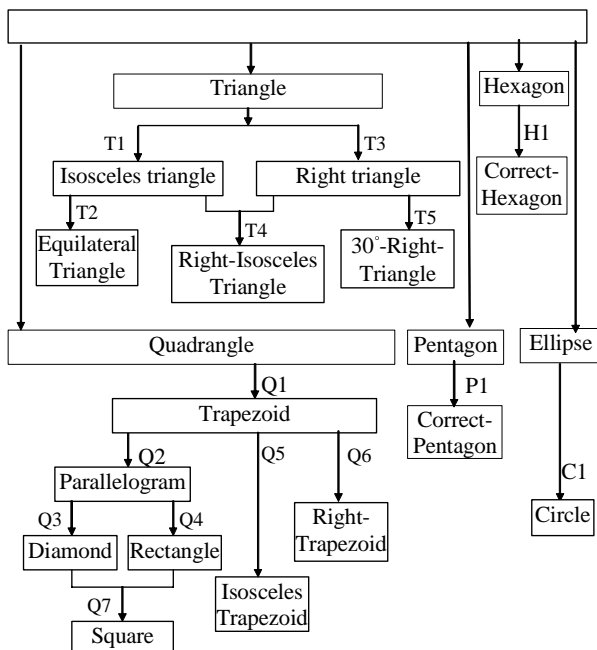 Triangle
Hexagon
H1
T1
T3
Isosceles triangle
Right triangle
Correct-
Hexagon
T2
T4
T5
Equilateral
Triangle
Right-Isosceles
Triangle
30°-Right-
Triangle
Quadrangle
Pentagon
Ellipse
Q1
P1
Trapezoid
Correct-
Pentagon
Q2
Q5
Q6
Parallelogram
C1
Q3
Q4
Right-
Trapezoid
Circle
Diamond
Rectangle
Isosceles
Trapezoid
Q7
Square